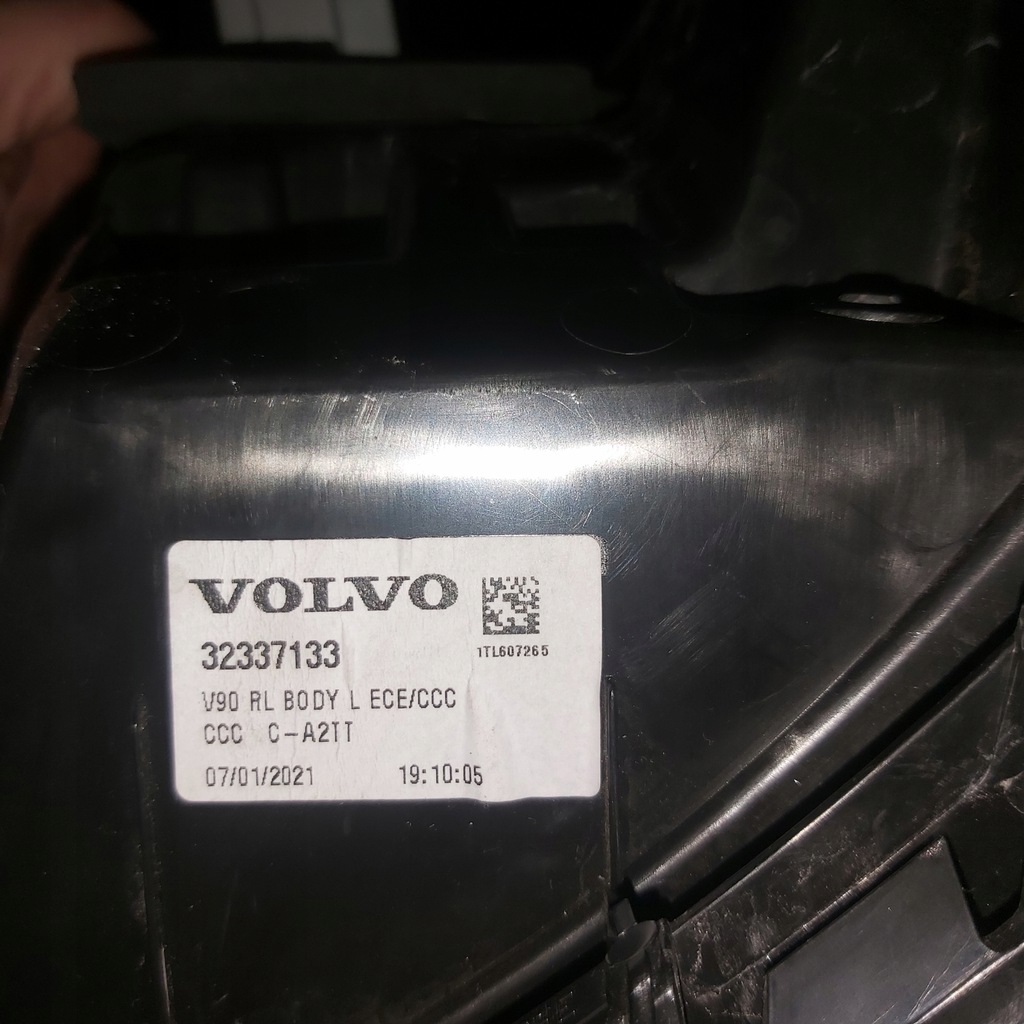 VOLVO
32337133
1TL607265
V90 RL BODY L ECE/CCC
CCC C-A2TT
07/01/2021 19:10:05